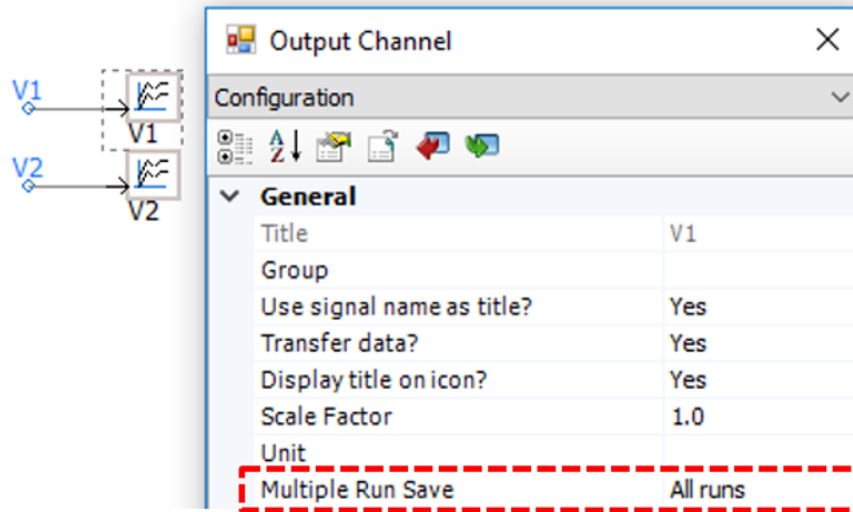 Output Channel
Configuration
V1
V1
V2
V2
A
Z
General
Title V1
Group
Use signal name as title? Yes
Transfer data? Yes
Display title on icon? Yes
Scale Factor 1.0
Unit
Multiple Run Save All runs